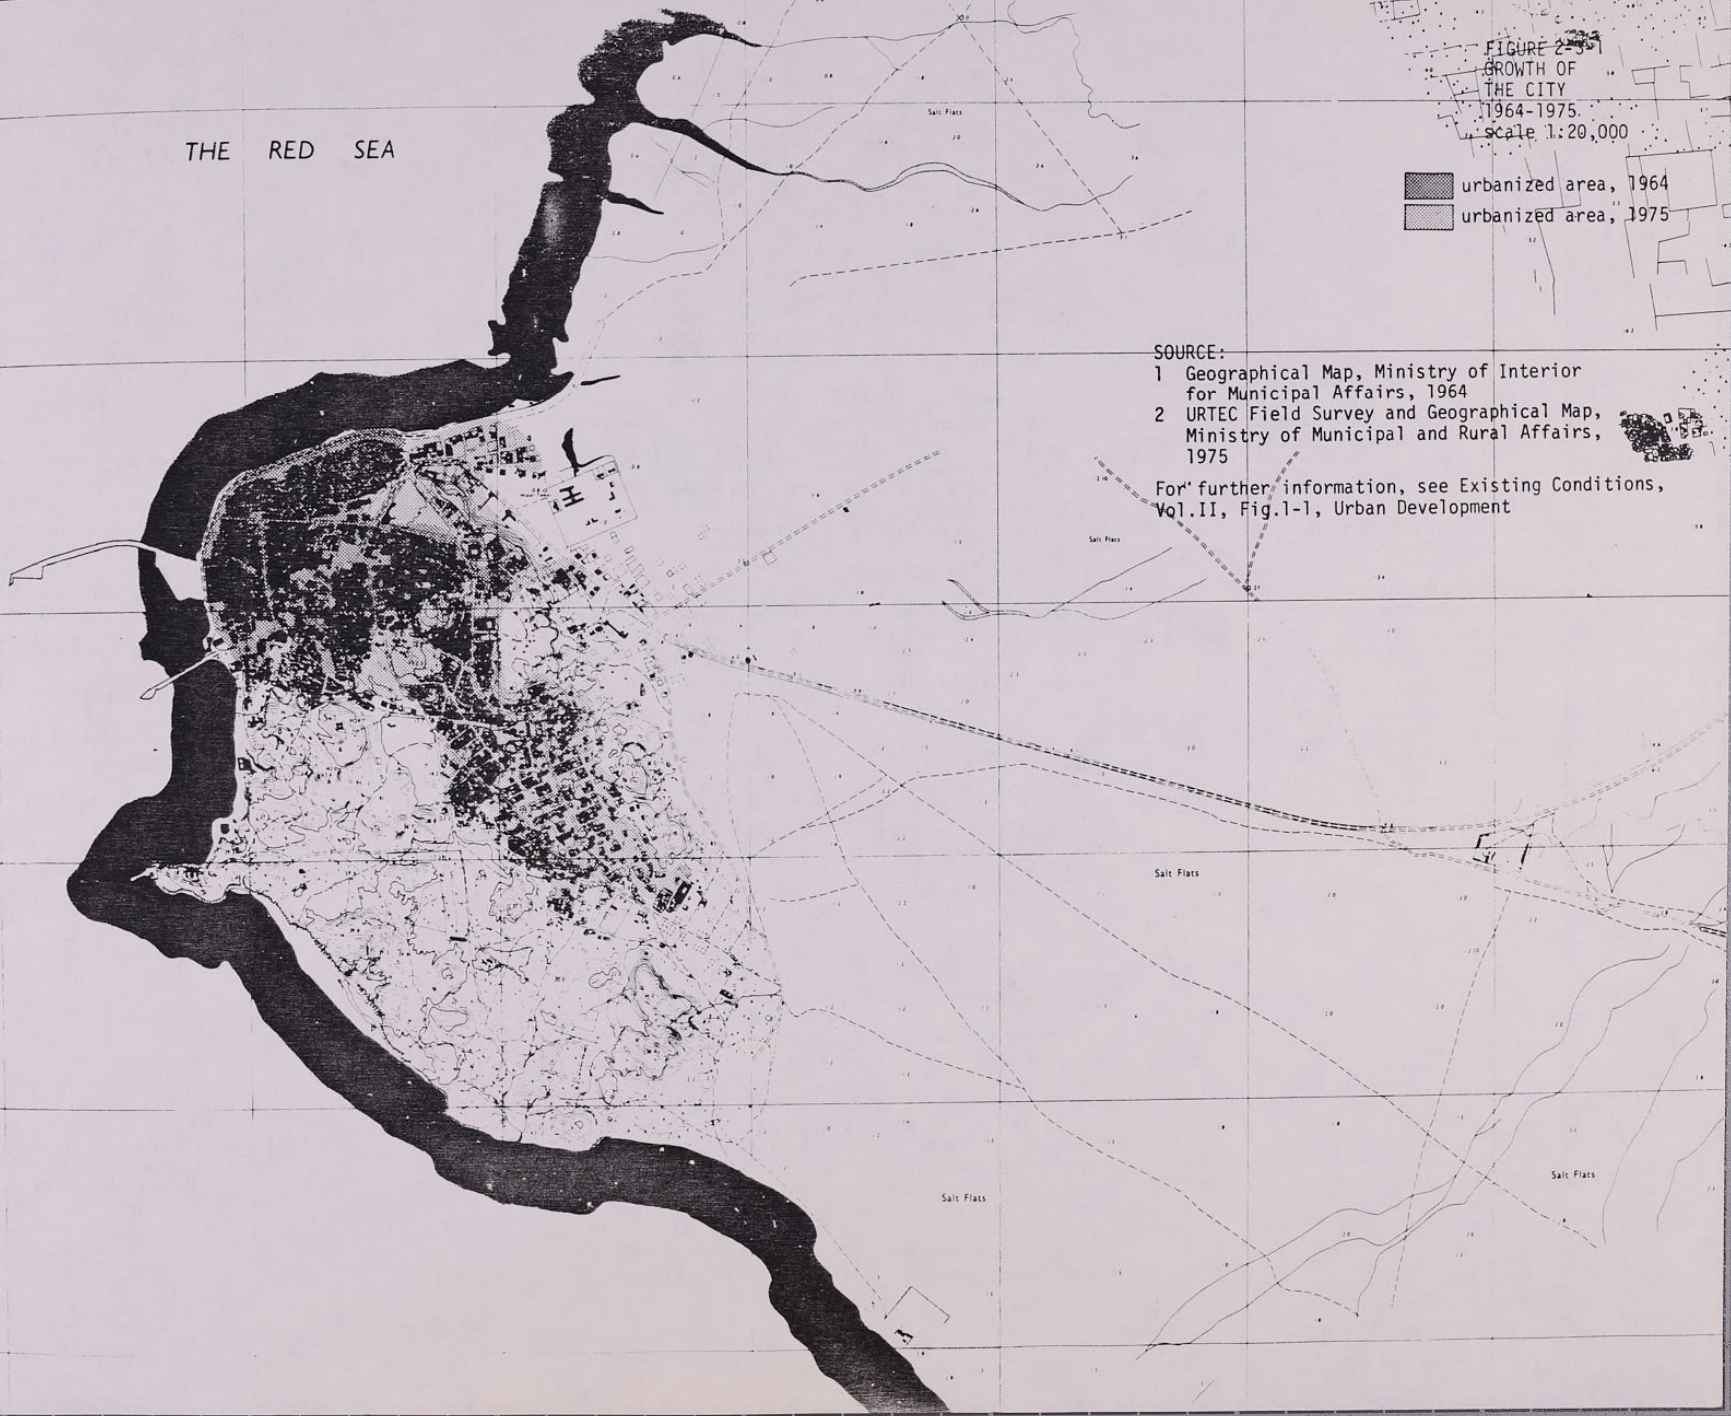 THE RED SEA
FIGURE 2-3-1
GROWTH OF
THE CITY
1964-1975
scale 1:20,000
urbanized area, 1964
urbanized area, 1975
Salt Flats
SOURCE:
1 Geographical Map, Ministry of Interior
for Municipal Affairs, 1964
2 URTEC Field Survey and Geographical Map,
Ministry of Municipal and Rural Affairs,
1975
For further information, see Existing Conditions,
Vol.II, Fig.1-1, Urban Development
Salt Flats
Salt Flats
Salt Flats
Salt Flats